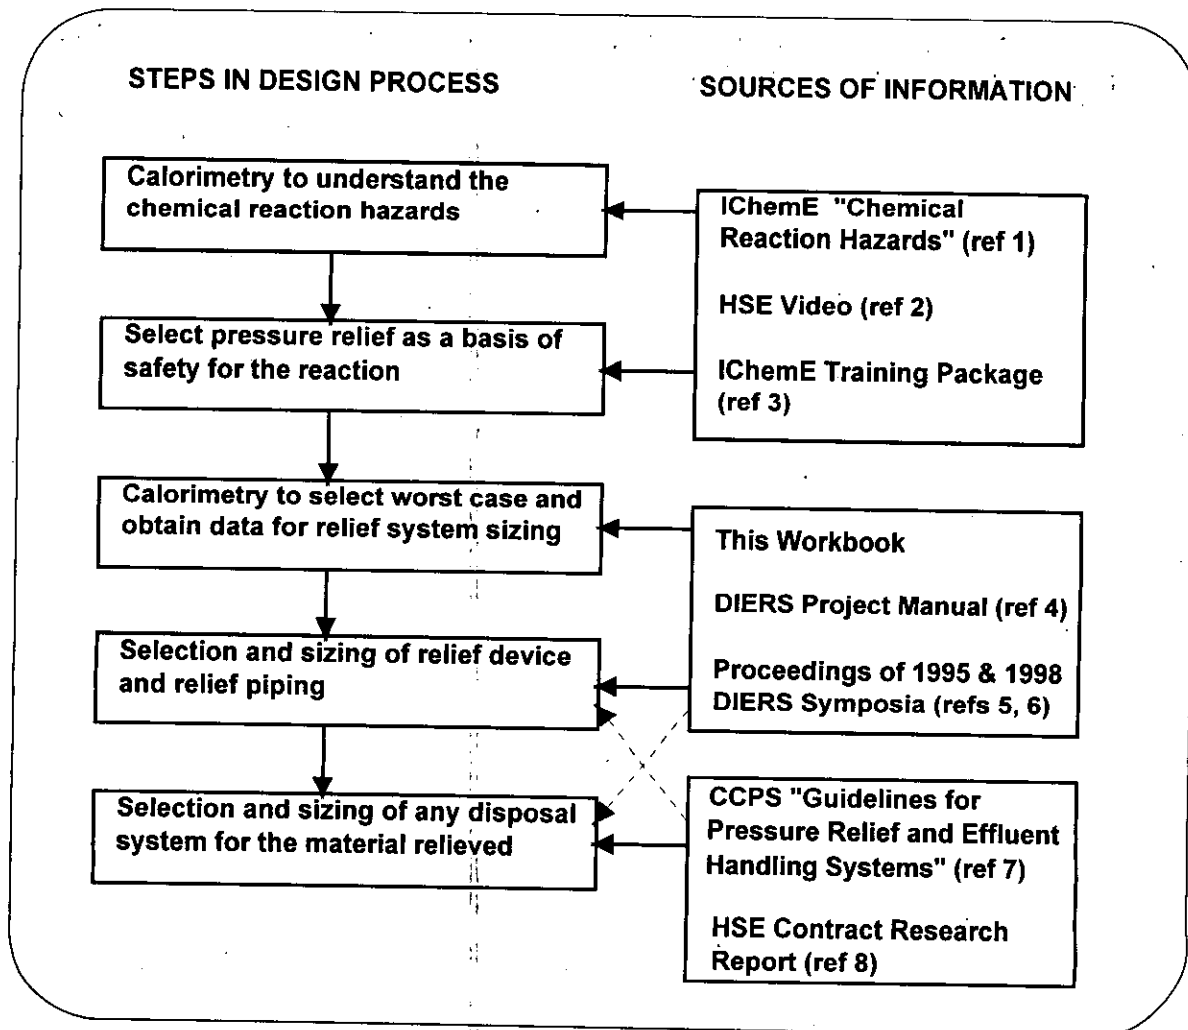 STEPS IN DESIGN PROCESS
SOURCES OF INFORMATION
Calorimetry to understand the
chemical reaction hazards
Select pressure relief as a basis of
safety for the reaction
Calorimetry to select worst case and
obtain data for relief system sizing
Selection and sizing of relief device
and relief piping
Selection and sizing of any disposal
system for the material relieved
IChemE "Chemical
Reaction Hazards" (ref 1)
HSE Video (ref 2)
IChemE Training Package
(ref 3)
This Workbook
DIERS Project Manual (ref 4)
Proceedings of 1995 & 1998
DIERS Symposia (refs 5, 6)
CCPS "Guidelines for
Pressure Relief and Effluent
Handling Systems" (ref 7)
HSE Contract Research
Report (ref 8)